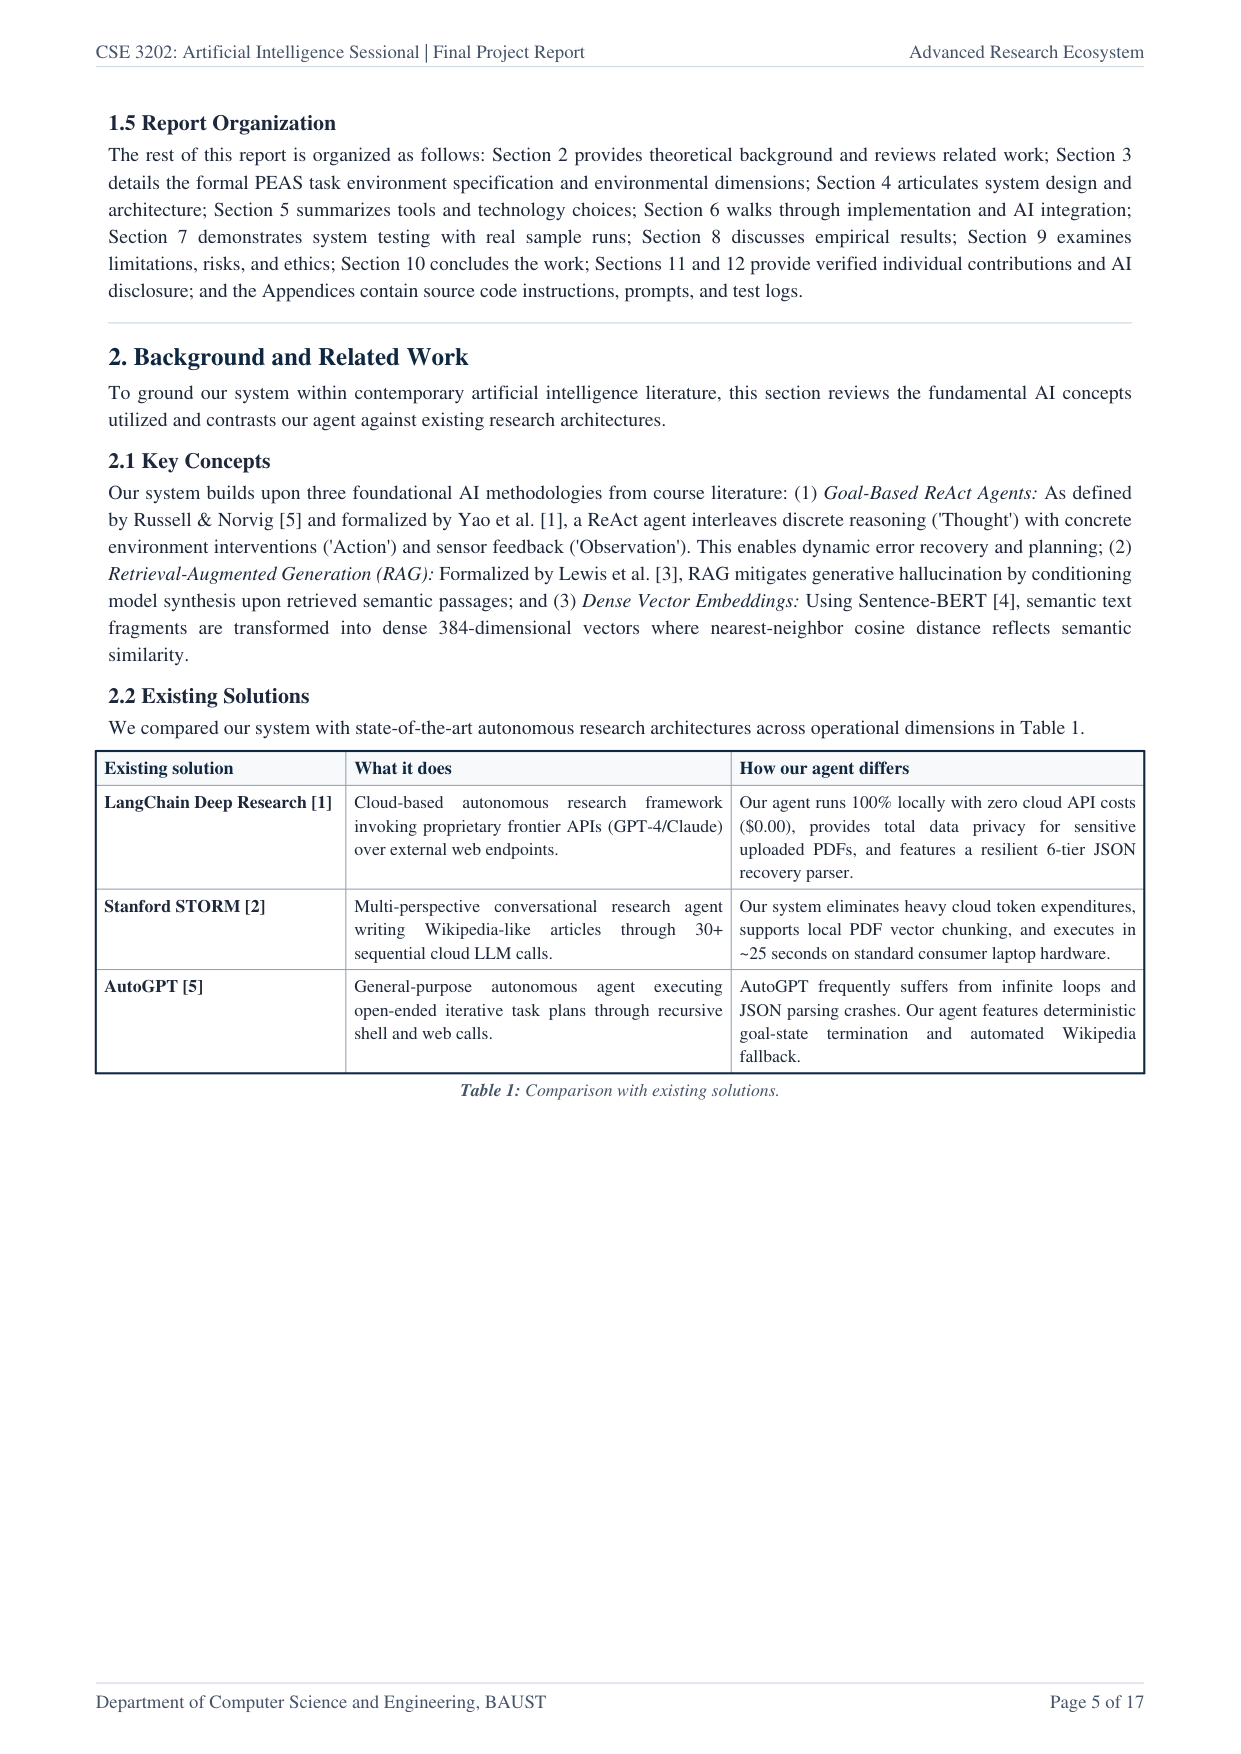 CSE 3202: Artificial Intelligence Sessional | Final Project Report
Advanced Research Ecosystem
1.5 Report Organization
The rest of this report is organized as follows: Section 2 provides theoretical background and reviews related work; Section 3
details the formal PEAS task environment specification and environmental dimensions; Section 4 articulates system design and
architecture; Section 5 summarizes tools and technology choices; Section 6 walks through implementation and AI integration;
Section 7 demonstrates system testing with real sample runs; Section 8 discusses empirical results; Section 9 examines
limitations, risks, and ethics; Section 10 concludes the work; Sections 11 and 12 provide verified individual contributions and AI
disclosure; and the Appendices contain source code instructions, prompts, and test logs.
2. Background and Related Work
To ground our system within contemporary artificial intelligence literature, this section reviews the fundamental AI concepts
utilized and contrasts our agent against existing research architectures.
2.1 Key Concepts
Our system builds upon three foundational AI methodologies from course literature: (1) Goal-Based ReAct Agents: As defined
by Russell & Norvig [5] and formalized by Yao et al. [1], a ReAct agent interleaves discrete reasoning ('Thought') with concrete
environment interventions ('Action') and sensor feedback ('Observation'). This enables dynamic error recovery and planning; (2)
Retrieval-Augmented Generation (RAG): Formalized by Lewis et al. [3], RAG mitigates generative hallucination by conditioning
model synthesis upon retrieved semantic passages; and (3) Dense Vector Embeddings: Using Sentence-BERT [4], semantic text
fragments are transformed into dense 384-dimensional vectors where nearest-neighbor cosine distance reflects semantic
similarity.
2.2 Existing Solutions
We compared our system with state-of-the-art autonomous research architectures across operational dimensions in Table 1.
Existing solution
What it does
How our agent differs
LangChain Deep Research [1]
Cloud-based autonomous research framework
invoking proprietary frontier APIs (GPT-4/Claude)
over external web endpoints.
Our agent runs 100% locally with zero cloud API costs
($0.00), provides total data privacy for sensitive
uploaded PDFs, and features a resilient 6-tier JSON
recovery parser.
Stanford STORM [2]
Multi-perspective conversational research agent
writing Wikipedia-like articles through 30+
sequential cloud LLM calls.
Our system eliminates heavy cloud token expenditures,
supports local PDF vector chunking, and executes in
~25 seconds on standard consumer laptop hardware.
AutoGPT [5]
General-purpose autonomous agent executing
open-ended iterative task plans through recursive
shell and web calls.
AutoGPT frequently suffers from infinite loops and
JSON parsing crashes. Our agent features deterministic
goal-state termination and automated Wikipedia
fallback.
Table 1: Comparison with existing solutions.
Department of Computer Science and Engineering, BAUST
Page 5 of 17